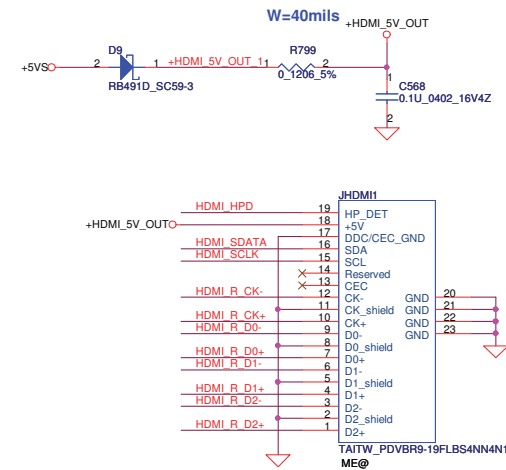 W=40mils
+HDMI_5V_OUT
D9
+5VS
2
1
+HDMI_5V_OUT_1
1
R799
2
0_1206_5%
RB491D_SC59-3
1
C568
0.1U_0402_16V4Z
2
JHDMI1
HDMI_HPD 19 HP_DET
+HDMI_5V_OUT 18 +5V
17 DDC/CEC_GND
HDMI_SDATA 16 SDA
HDMI_SCLK 15 SCL
14 Reserved
13 CEC
HDMI_R_CK- 12 CK- GND 20
11 CK_shield GND 21
HDMI_R_CK+ 10 CK+ GND 22
HDMI_R_D0- 9 D0- GND 23
8 D0_shield
HDMI_R_D0+ 7 D0+
HDMI_R_D1- 6 D1-
5 D1_shield
HDMI_R_D1+ 4 D1+
HDMI_R_D2- 3 D2-
2 D2_shield
HDMI_R_D2+ 1 D2+
TAITW_PDVBR9-19FLBS4NN4N1
ME@